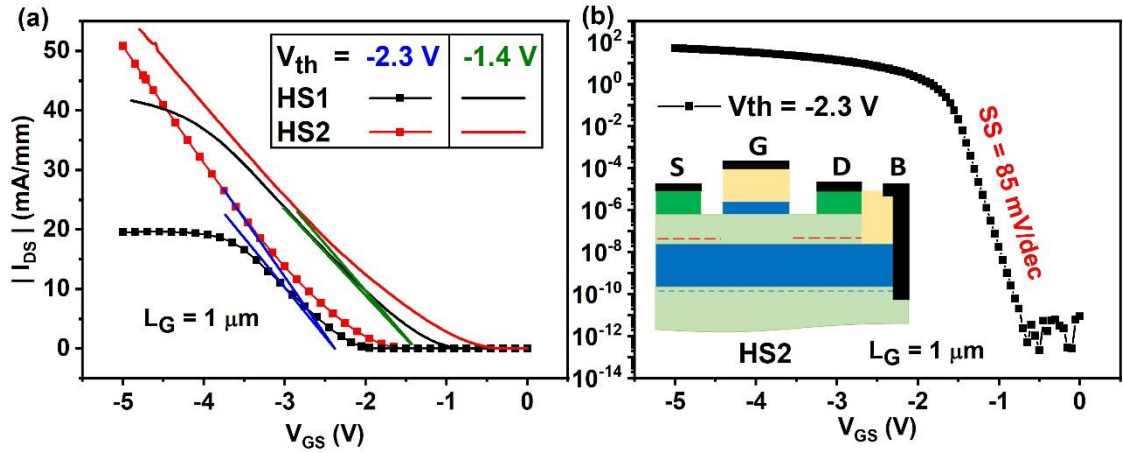 (a)
50
40
30
20
10
0
| I_DS | (mA/mm)
V_th = -2.3 V -1.4 V
HS1
HS2
L_G = 1 μm
-5 -4 -3 -2 -1 0
V_GS (V)
(b)
10^2
10^0
10^-2
10^-4
10^-6
10^-8
10^-10
10^-12
10^-14
Vth = -2.3 V
SS = 85 mV/dec
S G D B
HS2
L_G = 1 μm
-5 -4 -3 -2 -1 0
V_GS (V)